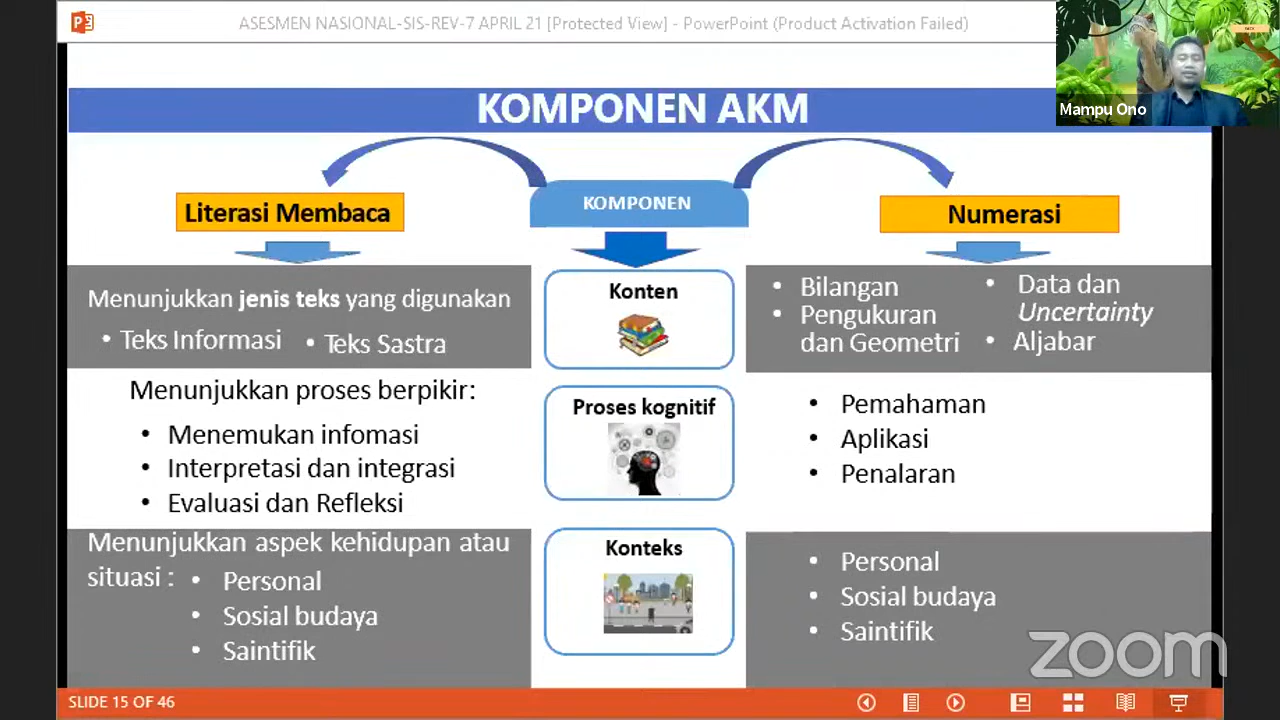 ASESMEN NASIONAL-SIS-REV-7 APRIL 21 [Protected View] - PowerPoint (Product Activation Failed)
Mampu Ono
KOMPONEN AKM
KOMPONEN
Literasi Membaca
Numerasi
Menunjukkan jenis teks yang digunakan
• Teks Informasi
• Teks Sastra
Konten
• Bilangan
• Pengukuran
dan Geometri
• Data dan
Uncertainty
• Aljabar
Menunjukkan proses berpikir:
• Menemukan infomasi
• Interpretasi dan integrasi
• Evaluasi dan Refleksi
Proses kognitif
• Pemahaman
• Aplikasi
• Penalaran
Menunjukkan aspek kehidupan atau
situasi :
• Personal
• Sosial budaya
• Saintifik
Konteks
• Personal
• Sosial budaya
• Saintifik
zoom
SLIDE 15 OF 46